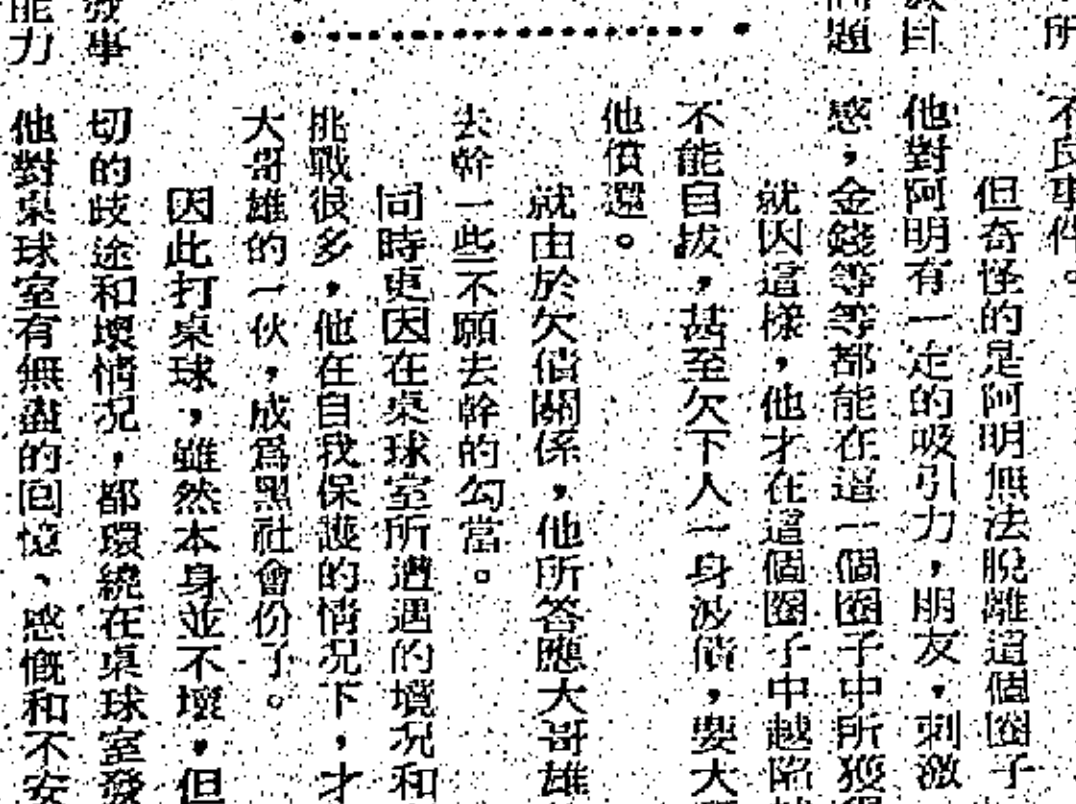 不良事件。
但奇怪的是阿明無法脫離這個圈子
他對阿明有一定的吸引力，朋友，刺激
感，金錢等等都能在這一個圈子中所獲
就因這樣，他才在這個圈子中越陷
不能自拔，甚至欠下人一身波債，要大
他償還。
就由於欠債關係，他所答應大哥雄
去幹一些不願去幹的勾當。
同時更因在桌球室所遭遇的境况和
挑戰很多，他在自我保護的情况下，才
大哥雄的一伙，成為黑社會份子。
因此打桌球，雖然本身並不壞，但
切的歧途和壞情况，都環繞在桌球室發
他對桌球室有無盡的回憶、感慨和不安